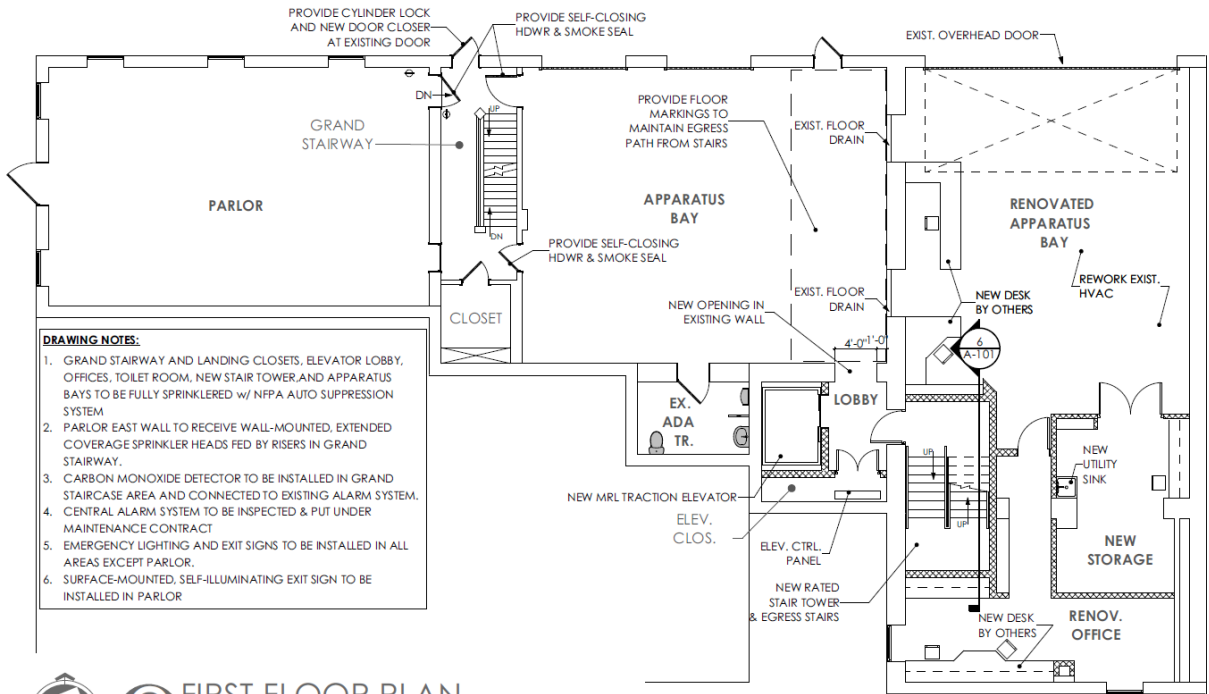 PROVIDE CYLINDER LOCK
AND NEW DOOR CLOSER
AT EXISTING DOOR
PROVIDE SELF-CLOSING
HDWR & SMOKE SEAL
EXIST. OVERHEAD DOOR
DN
UP
GRAND
STAIRWAY
PROVIDE FLOOR
MARKINGS TO
MAINTAIN EGRESS
PATH FROM STAIRS
EXIST. FLOOR
DRAIN
PARLOR
APPARATUS
BAY
RENOVATED
APPARATUS
BAY
DN
PROVIDE SELF-CLOSING
HDWR & SMOKE SEAL
REWORK EXIST.
HVAC
EXIST. FLOOR
DRAIN
NEW DESK
BY OTHERS
NEW OPENING IN
EXISTING WALL
CLOSET
4'-0"
1'-0"
6
A-101
DRAWING NOTES:
1. GRAND STAIRWAY AND LANDING CLOSETS, ELEVATOR LOBBY,
OFFICES, TOILET ROOM, NEW STAIR TOWER,AND APPARATUS
BAYS TO BE FULLY SPRINKLERED w/ NFPA AUTO SUPPRESSION
SYSTEM
2. PARLOR EAST WALL TO RECEIVE WALL-MOUNTED, EXTENDED
COVERAGE SPRINKLER HEADS FED BY RISERS IN GRAND
STAIRWAY.
3. CARBON MONOXIDE DETECTOR TO BE INSTALLED IN GRAND
STAIRCASE AREA AND CONNECTED TO EXISTING ALARM SYSTEM.
4. CENTRAL ALARM SYSTEM TO BE INSPECTED & PUT UNDER
MAINTENANCE CONTRACT
5. EMERGENCY LIGHTING AND EXIT SIGNS TO BE INSTALLED IN ALL
AREAS EXCEPT PARLOR.
6. SURFACE-MOUNTED, SELF-ILLUMINATING EXIT SIGN TO BE
INSTALLED IN PARLOR
EX.
ADA
TR.
LOBBY
UP
UP
NEW
UTILITY
SINK
NEW MRL TRACTION ELEVATOR
ELEV.
CLOS.
ELEV. CTRL.
PANEL
NEW
STORAGE
NEW RATED
STAIR TOWER
& EGRESS STAIRS
NEW DESK
BY OTHERS
RENOV.
OFFICE
FIRST FLOOR PLAN